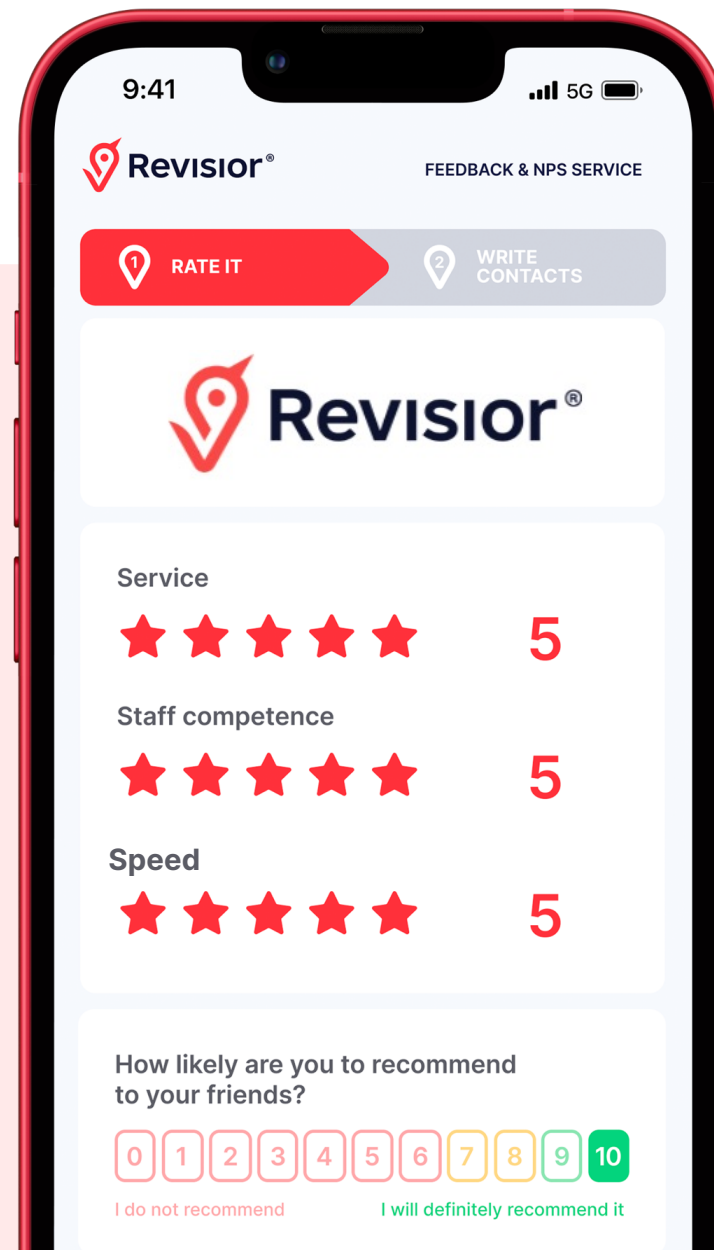 9:41
5G
Revisior®
FEEDBACK & NPS SERVICE
1
RATE IT
2
WRITE
CONTACTS
Revisior®
Service
5
Staff competence
5
Speed
5
How likely are you to recommend
to your friends?
0 1 2 3 4 5 6 7 8 9 10
I do not recommend
I will definitely recommend it